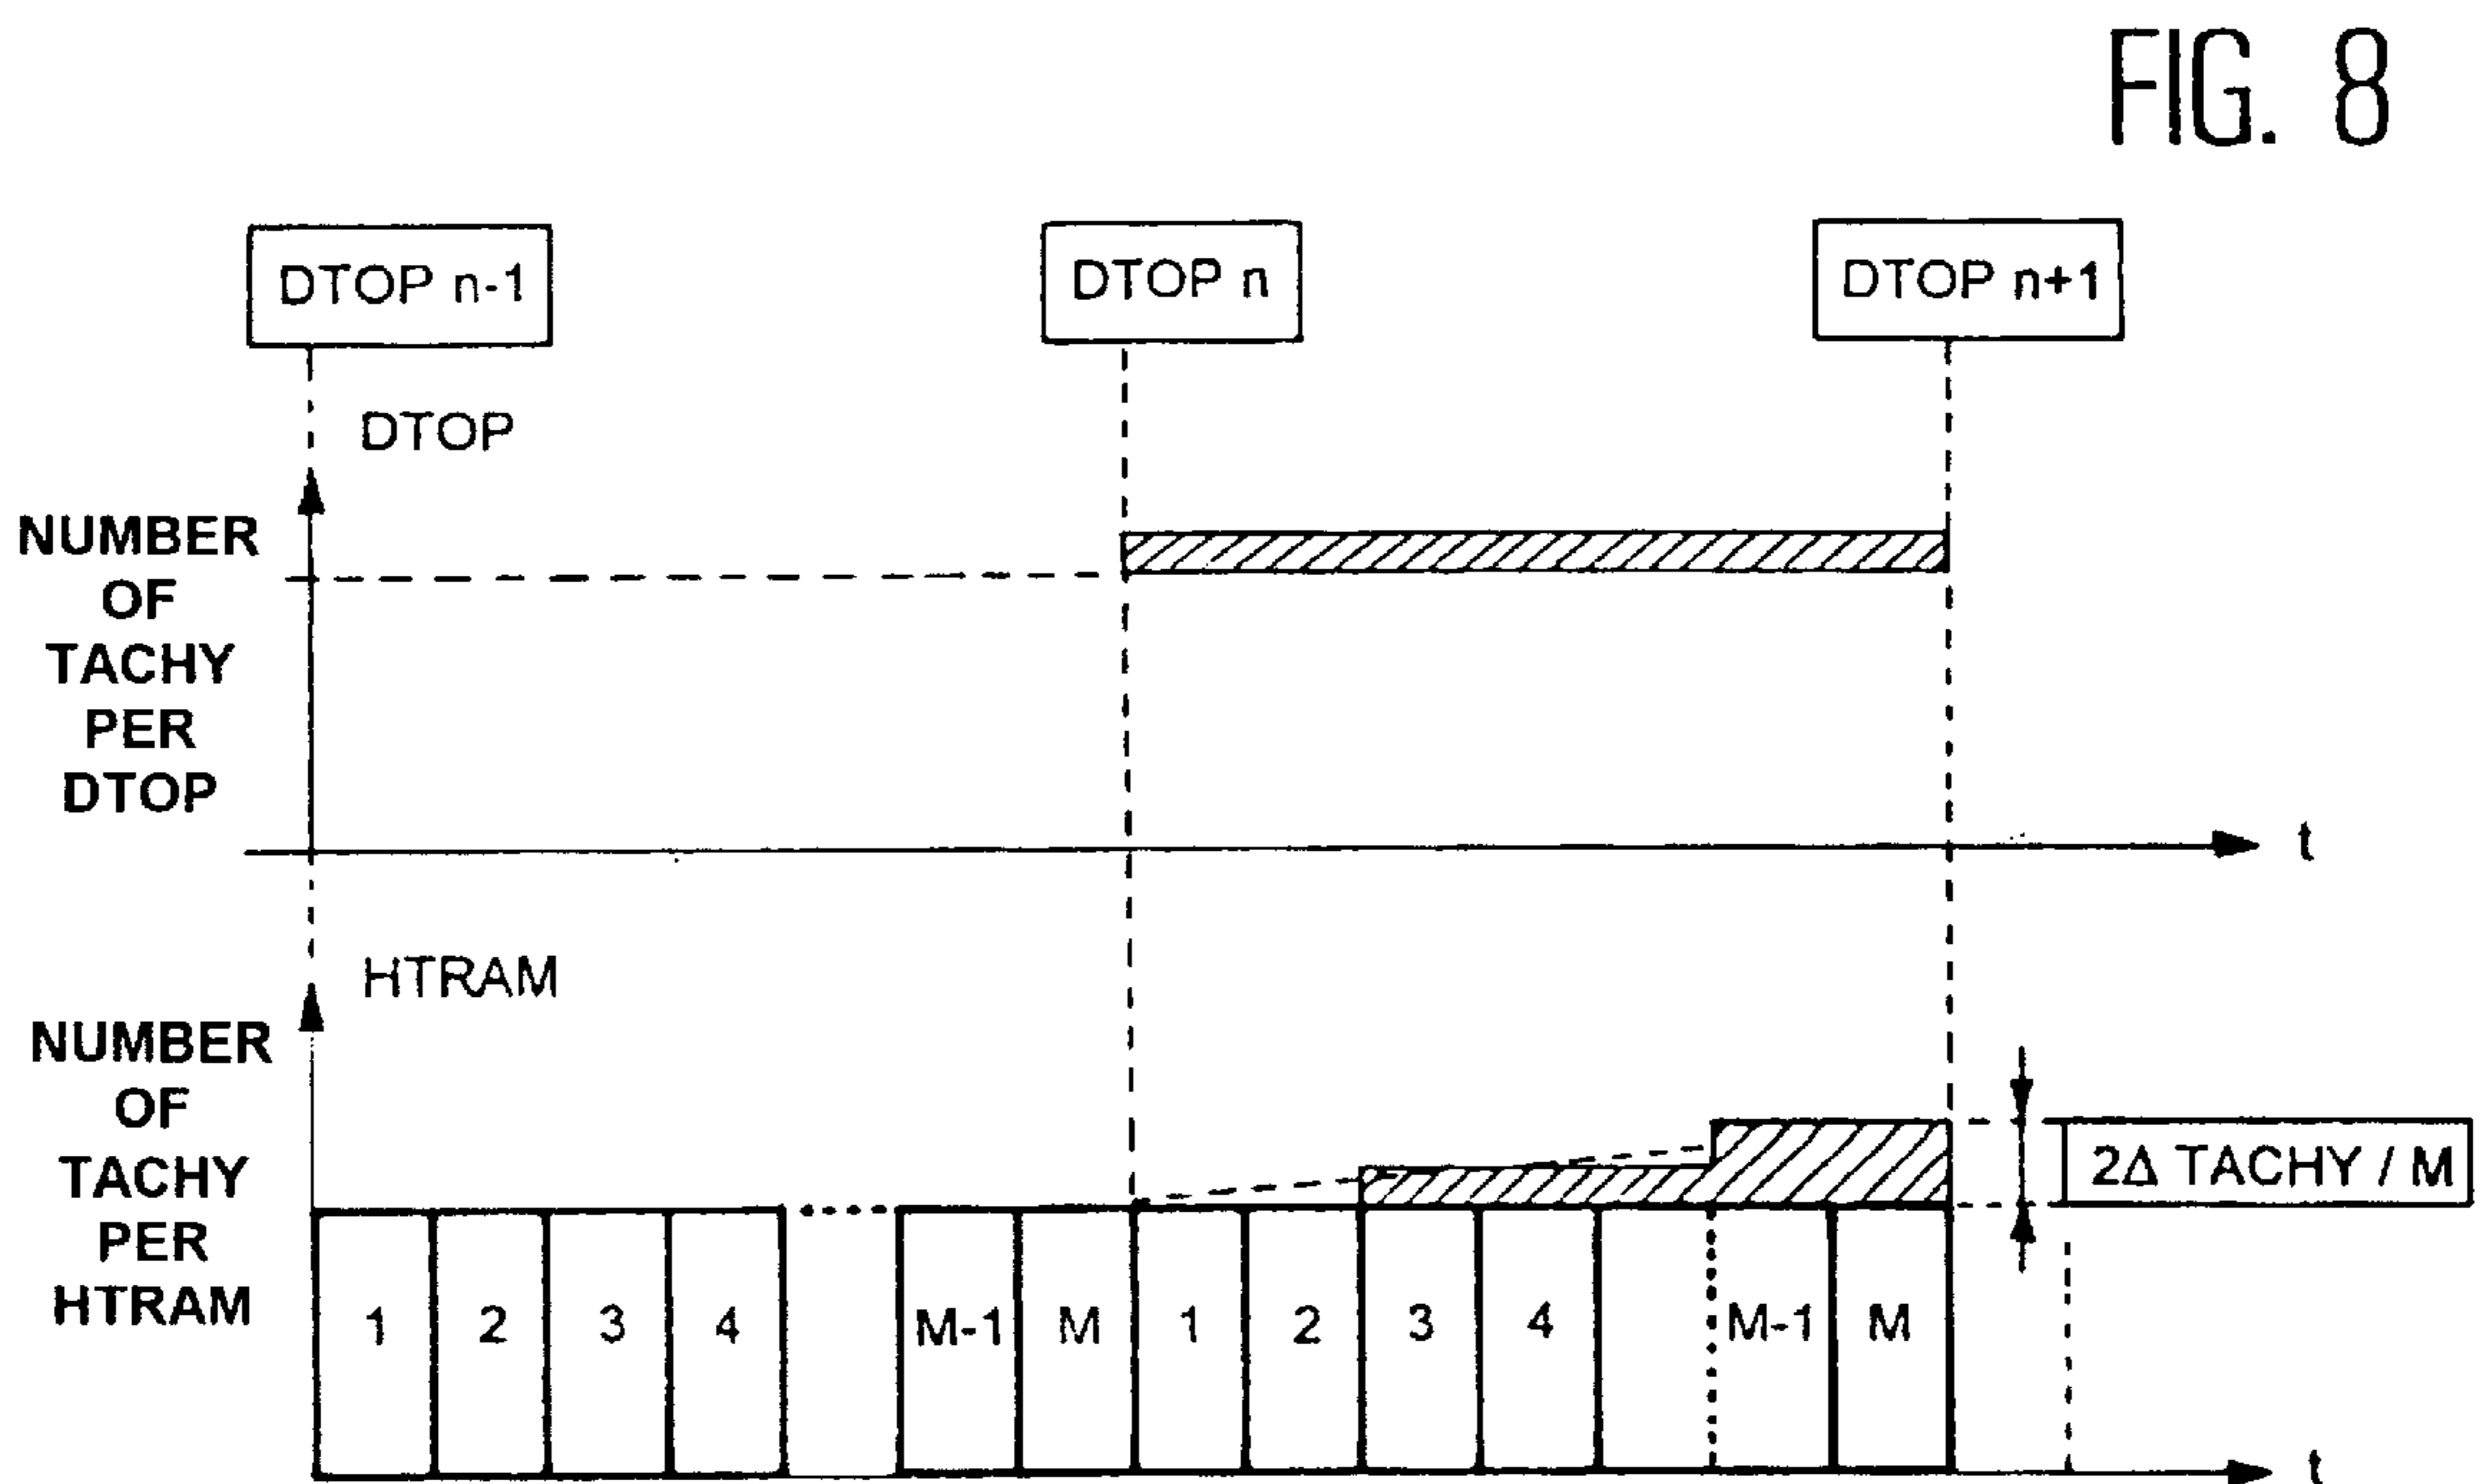 FIG. 8
DTOP n-1
DTOP n
DTOP n+1
DTOP
NUMBER
OF
TACHY
PER
DTOP
t
HTRAM
NUMBER
OF
TACHY
PER
HTRAM
2Δ TACHY / M
1 2 3 4 M-1 M 1 2 3 4 M-1 M
t